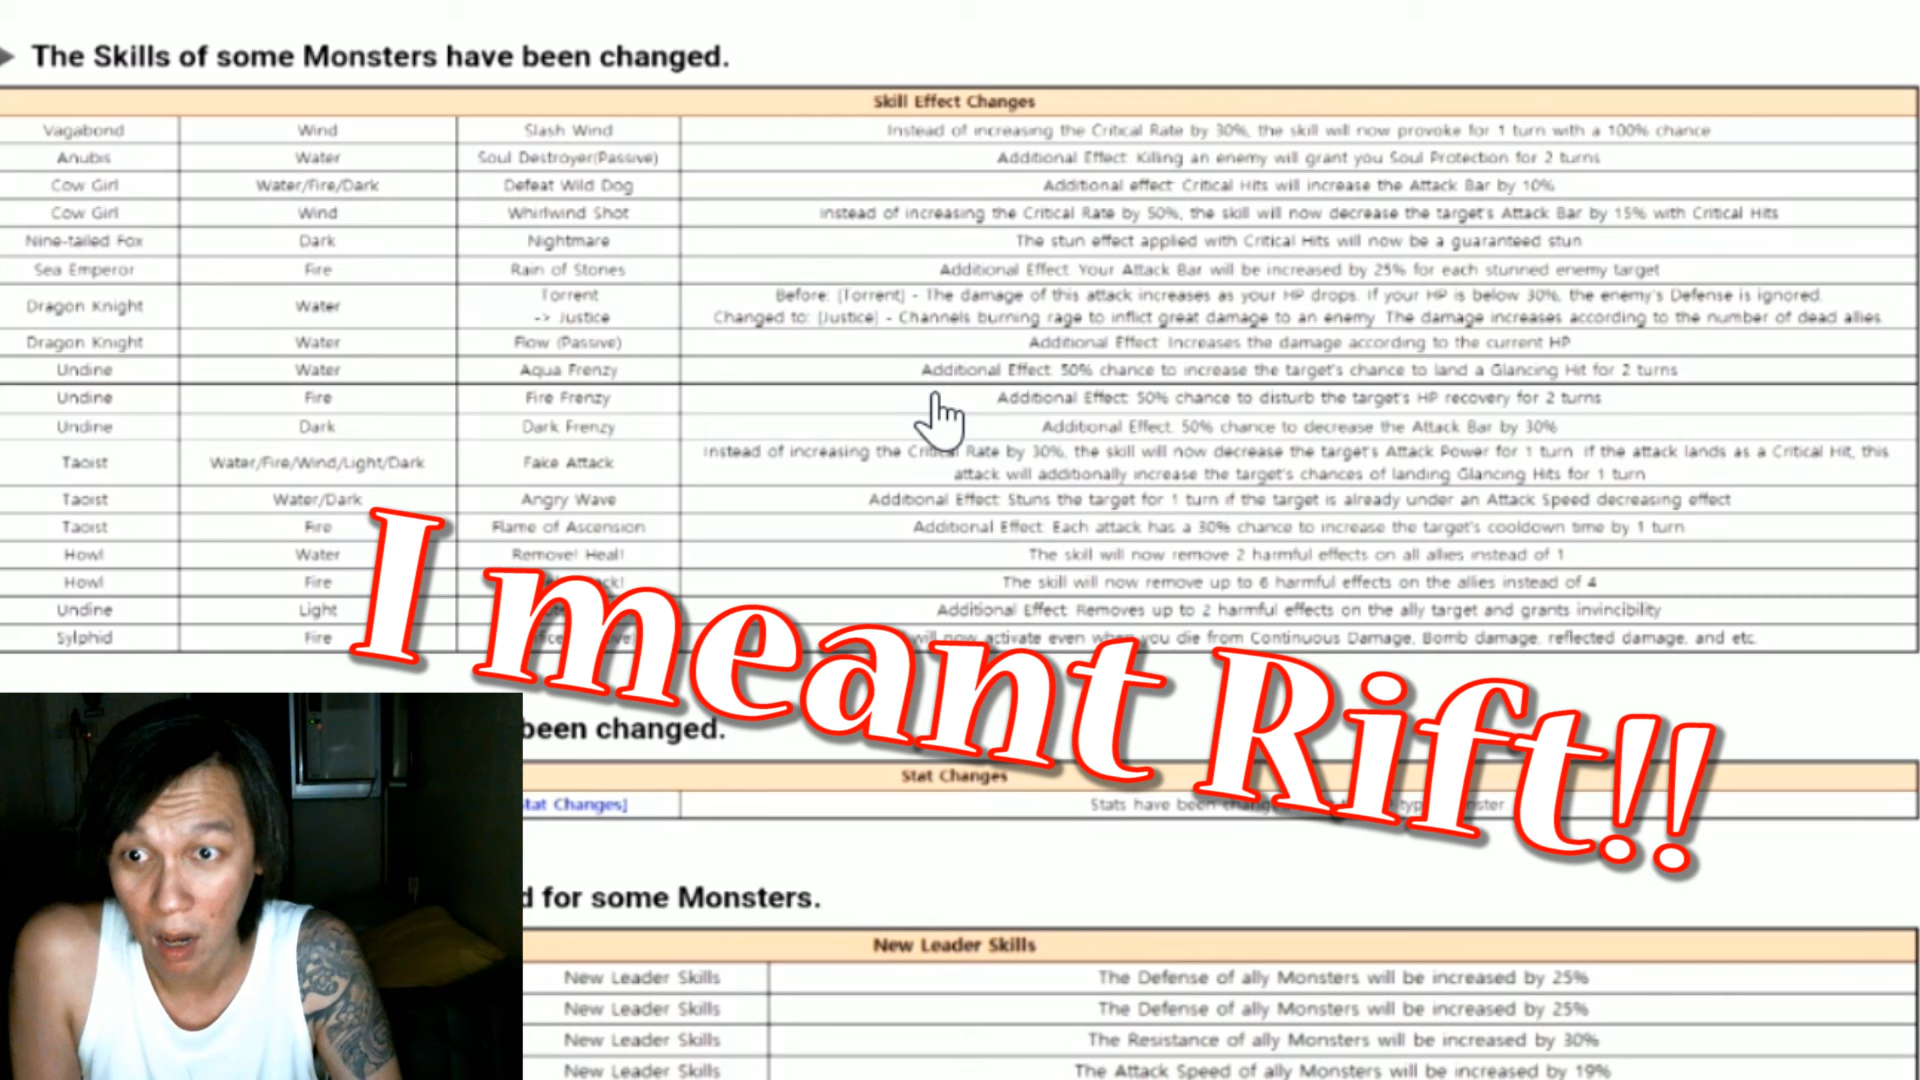 The Skills of some Monsters have been changed.
Skill Effect Changes
Vagabond Wind Slash Wind Instead of increasing the Critical Rate by 30%, the skill will now provoke for 1 turn with a 100% chance
Anubis Water Soul Destroyer(Passive) Additional Effect: Killing an enemy will grant you Soul Protection for 2 turns
Cow Girl Water/Fire/Dark Defeat Wild Dog Additional effect: Critical Hits will increase the Attack Bar by 10%
Cow Girl Wind Whirlwind Shot Instead of increasing the Critical Rate by 50%, the skill will now decrease the target's Attack Bar by 15% with Critical Hits
Nine-tailed Fox Dark Nightmare The stun effect applied with Critical Hits will now be a guaranteed stun
Sea Emperor Fire Rain of Stones Additional Effect: Your Attack Bar will be increased by 25% for each stunned enemy target
Dragon Knight Water Torrent Before: [Torrent] - The damage of this attack increases as your HP drops. If your HP is below 30%, the enemy's Defense is ignored.
-> Justice Changed to: [Justice] - Channels burning rage to inflict great damage to an enemy. The damage increases according to the number of dead allies.
Dragon Knight Water Flow (Passive) Additional Effect: Increases the damage according to the current HP
Undine Water Aqua Frenzy Additional Effect: 50% chance to increase the target's chance to land a Glancing Hit for 2 turns
Undine Fire Fire Frenzy Additional Effect: 50% chance to disturb the target's HP recovery for 2 turns
Undine Dark Dark Frenzy Additional Effect: 50% chance to decrease the Attack Bar by 30%
Taoist Water/Fire/Wind/Light/Dark Fake Attack Instead of increasing the Critical Rate by 30%, the skill will now decrease the target's Attack Power for 1 turn. If the attack lands as a Critical Hit, this
attack will additionally increase the target's chances of landing Glancing Hits for 1 turn
Taoist Water/Dark Angry Wave Additional Effect: Stuns the target for 1 turn if the target is already under an Attack Speed decreasing effect
Taoist Fire Flame of Ascension Additional Effect: Each attack has a 30% chance to increase the target's cooldown time by 1 turn
Howl Water Remove! Heal! The skill will now remove 2 harmful effects on all allies instead of 1
Howl Fire The skill will now remove up to 6 harmful effects on the allies instead of 4
Undine Light Additional Effect: Removes up to 2 harmful effects on the ally target and grants invincibility
Sylphid Fire will now activate even when you die from Continuous Damage, Bomb damage, reflected damage, and etc.
I meant Rift!!
been changed.
Stat Changes
Stat Changes] Stats have been
d for some Monsters.
New Leader Skills
New Leader Skills The Defense of ally Monsters will be increased by 25%
New Leader Skills The Defense of ally Monsters will be increased by 25%
New Leader Skills The Resistance of ally Monsters will be increased by 30%
New Leader Skills The Attack Speed of ally Monsters will be increased by 19%